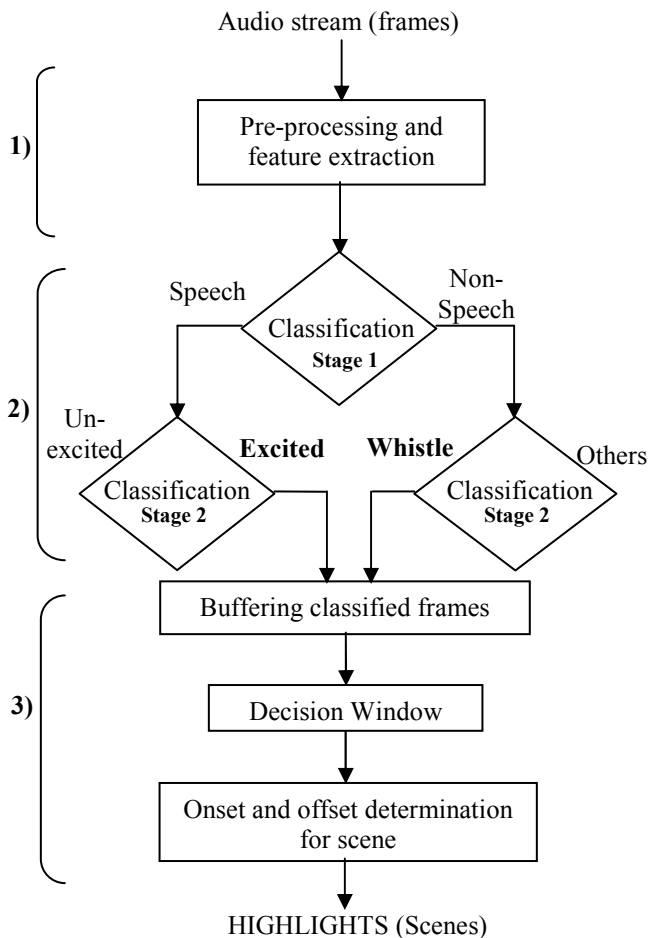 Audio stream (frames)
1)
Pre-processing and
feature extraction
Speech
Non-
Speech
Classification
Stage 1
2)
Un-
excited
Excited
Whistle
Others
Classification
Stage 2
Classification
Stage 2
Buffering classified frames
3)
Decision Window
Onset and offset determination
for scene
HIGHLIGHTS (Scenes)